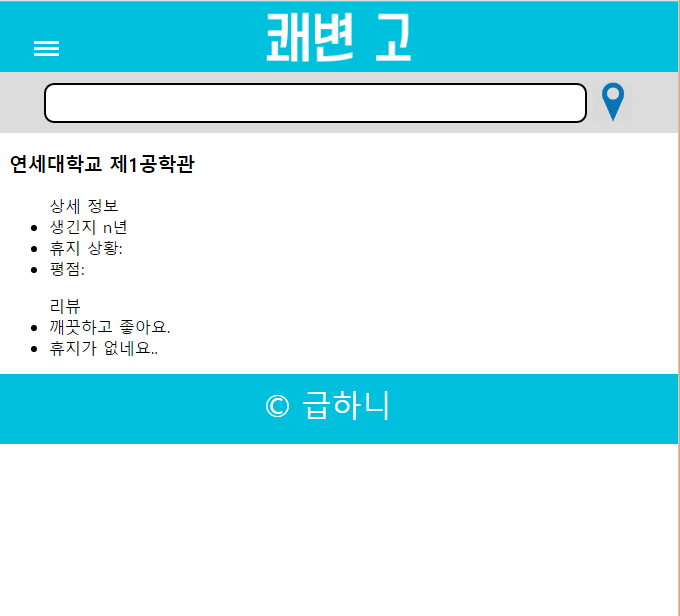 쾌변 고
연세대학교 제1공학관
상세 정보
생긴지 n년
휴지 상황:
평점:
리뷰
깨끗하고 좋아요.
휴지가 없네요..
© 급하니